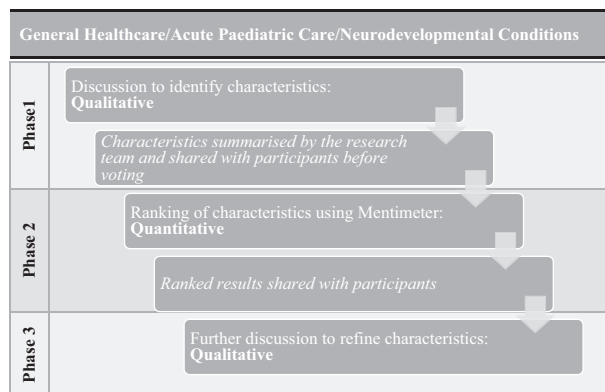 General Healthcare/Acute Paediatric Care/Neurodevelopmental Conditions
Phase1
Discussion to identify characteristics:
Qualitative
Characteristics summarised by the research
team and shared with participants before
voting
Phase 2
Ranking of characteristics using Mentimeter:
Quantitative
Ranked results shared with participants
Phase 3
Further discussion to refine characteristics:
Qualitative